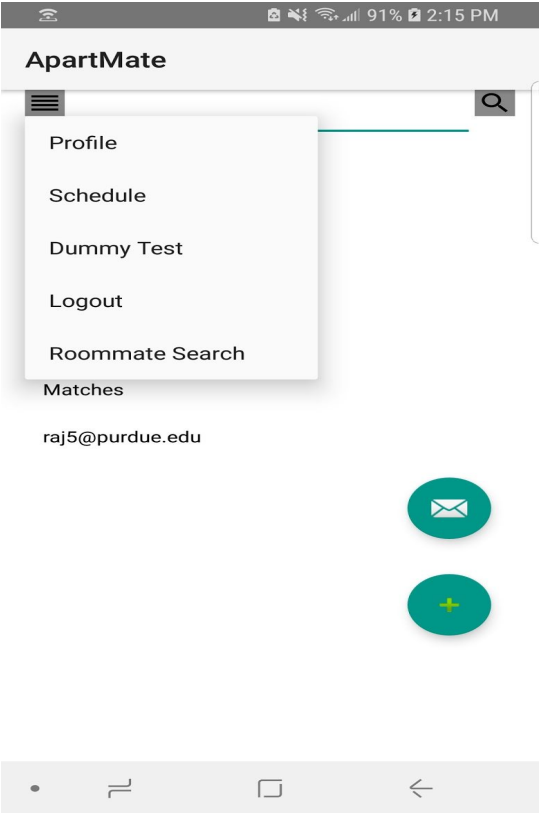 91% 2:15 PM
ApartMate
Profile
Schedule
Dummy Test
Logout
Roommate Search
Matches
raj5@purdue.edu